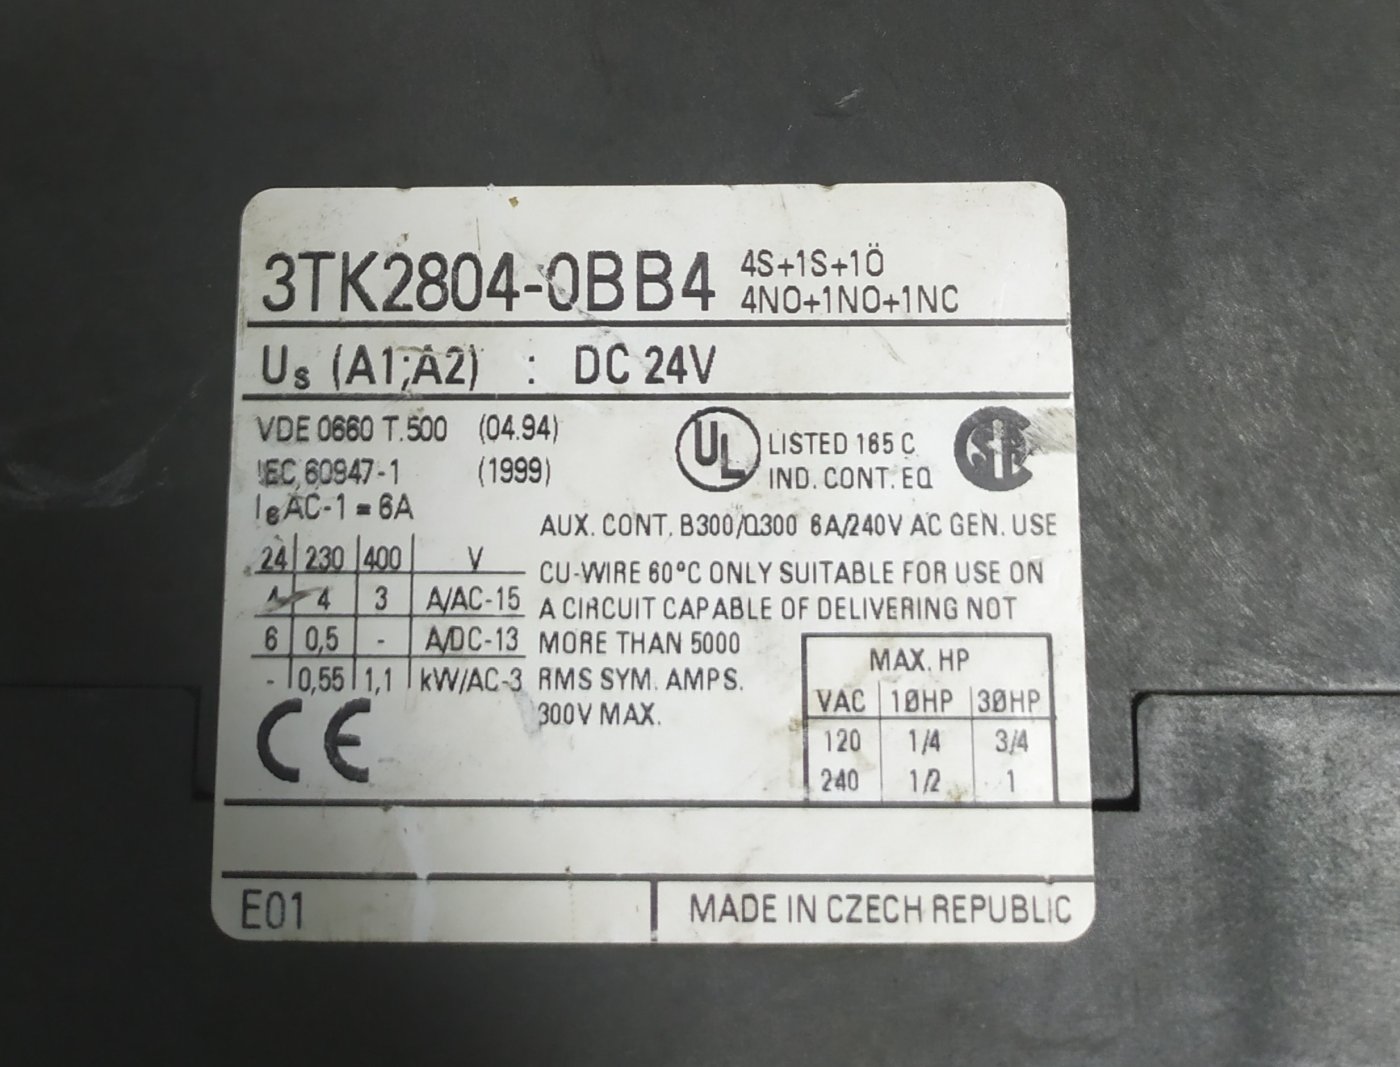 3TK2804-0BB4 4S+1S+1Ö
4NO+1NO+1NC
Us (A1;A2) : DC 24V
VDE 0660 T.500 (04.94)
IEC 60947-1 (1999)
IeAC-1 = 6A
UL LISTED 165 C
IND. CONT. EQ
AUX. CONT. B300/Q300 6A/240V AC GEN. USE
CU-WIRE 60°C ONLY SUITABLE FOR USE ON
A CIRCUIT CAPABLE OF DELIVERING NOT
MORE THAN 5000
RMS SYM. AMPS.
300V MAX.
24 230 400 V
4 4 3 A/AC-15
6 0,5 - A/DC-13
- 0,55 1,1 kW/AC-3
CE
MAX. HP
VAC 1ØHP 3ØHP
120 1/4 3/4
240 1/2 1
E01 MADE IN CZECH REPUBLIC